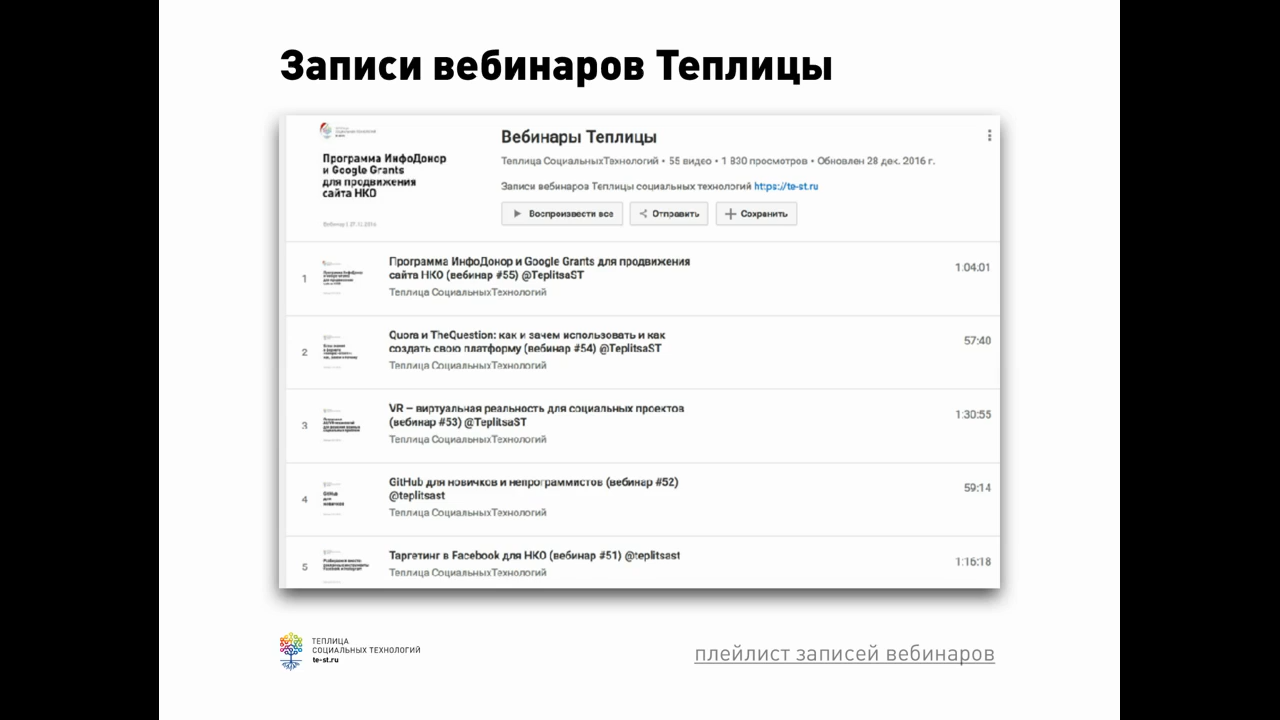 Записи вебинаров Теплицы
Программа ИнфоДонор
и Google Grants
для продвижения
сайта НКО
Вебинары Теплицы
Теплица СоциальныхТехнологий • 55 видео • 1 830 просмотров • Обновлен 28 дек. 2016 г.
Записи вебинаров Теплицы социальных технологий https://te-st.ru
Воспроизвести все
Отправить
Сохранить
1
Программа ИнфоДонор и Google Grants для продвижения
сайта НКО (вебинар #55) @TeplitsaST
Теплица СоциальныхТехнологий
1.04.01
2
Quora и TheQuestion: как и зачем использовать и как
создать свою платформу (вебинар #54) @TeplitsaST
Теплица СоциальныхТехнологий
57:40
3
VR – виртуальная реальность для социальных проектов
(вебинар #53) @TeplitsaST
Теплица СоциальныхТехнологий
1:30:55
4
GitHub
для
новичков
GitHub для новичков и непрограммистов (вебинар #52)
@teplitsast
Теплица СоциальныхТехнологий
59:14
5
Таргетинг в Facebook для НКО (вебинар #51) @teplitsast
Теплица СоциальныхТехнологий
1:16:18
ТЕПЛИЦА
СОЦИАЛЬНЫХ ТЕХНОЛОГИЙ
te-st.ru
плейлист записей вебинаров